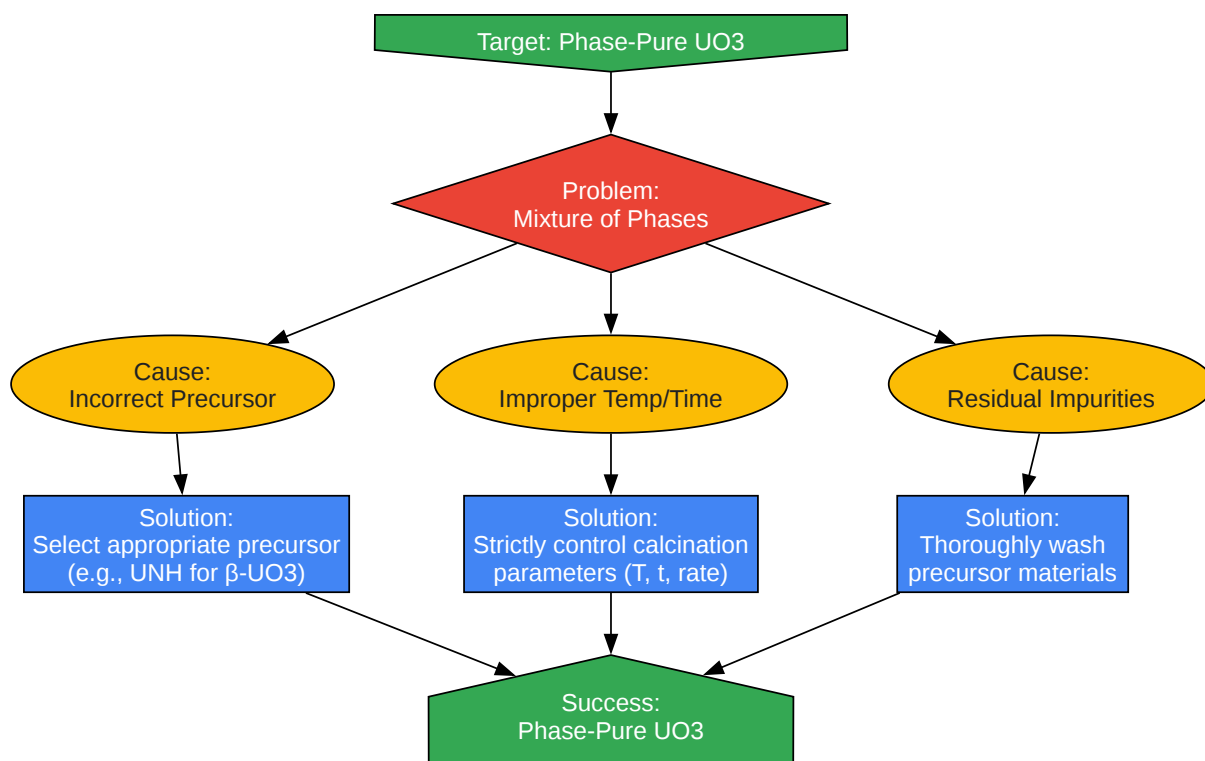 Target: Phase-Pure UO3
Problem:
Mixture of Phases
Cause:
Incorrect Precursor
Cause:
Improper Temp/Time
Cause:
Residual Impurities
Solution:
Select appropriate precursor
(e.g., UNH for β-UO3)
Solution:
Strictly control calcination
parameters (T, t, rate)
Solution:
Thoroughly wash
precursor materials
Success:
Phase-Pure UO3